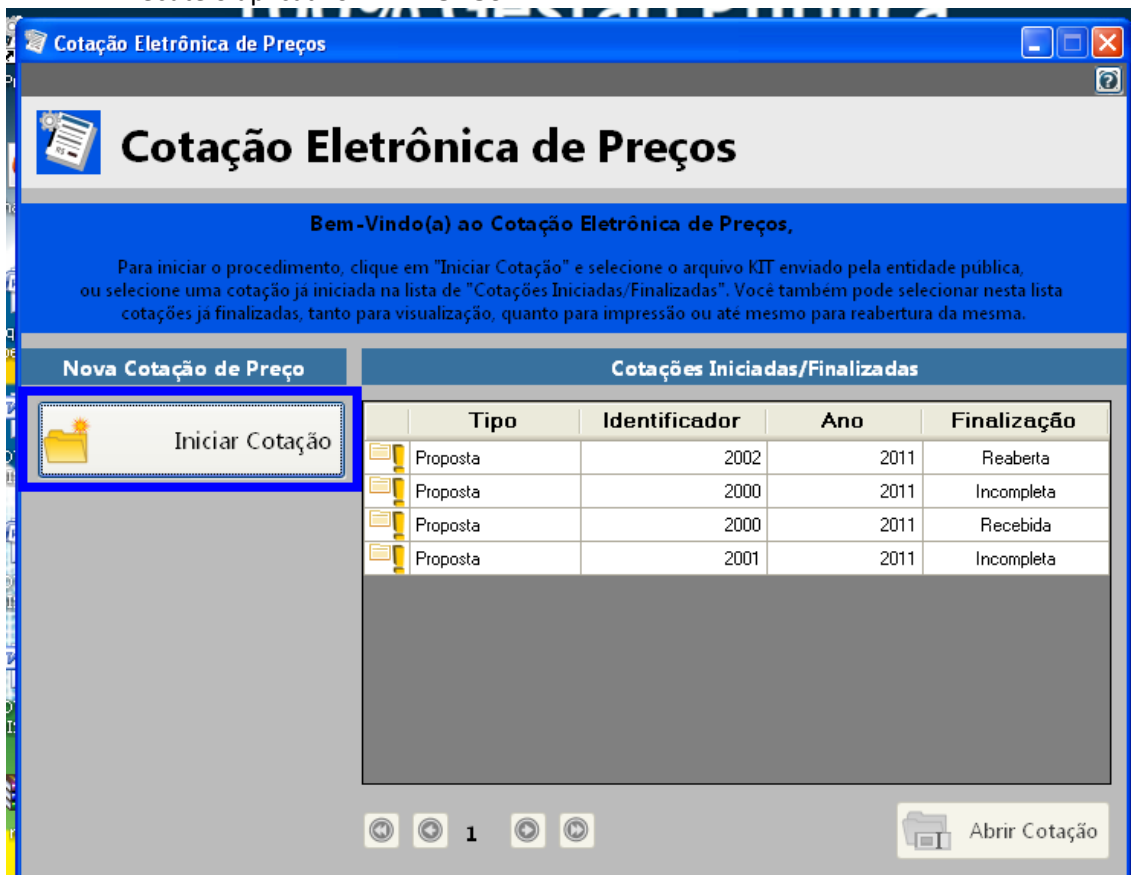 100% Gestão Pública
Cotação Eletrônica de Preços
Cotação Eletrônica de Preços
Bem-Vindo(a) ao Cotação Eletrônica de Preços,
Para iniciar o procedimento, clique em "Iniciar Cotação" e selecione o arquivo KIT enviado pela entidade pública,
ou selecione uma cotação já iniciada na lista de "Cotações Iniciadas/Finalizadas". Você também pode selecionar nesta lista
cotações já finalizadas, tanto para visualização, quanto para impressão ou até mesmo para reabertura da mesma.
Nova Cotação de Preço
Cotações Iniciadas/Finalizadas
Iniciar Cotação
Tipo Identificador Ano Finalização
Proposta 2002 2011 Reaberta
Proposta 2000 2011 Incompleta
Proposta 2000 2011 Recebida
Proposta 2001 2011 Incompleta
1
Abrir Cotação